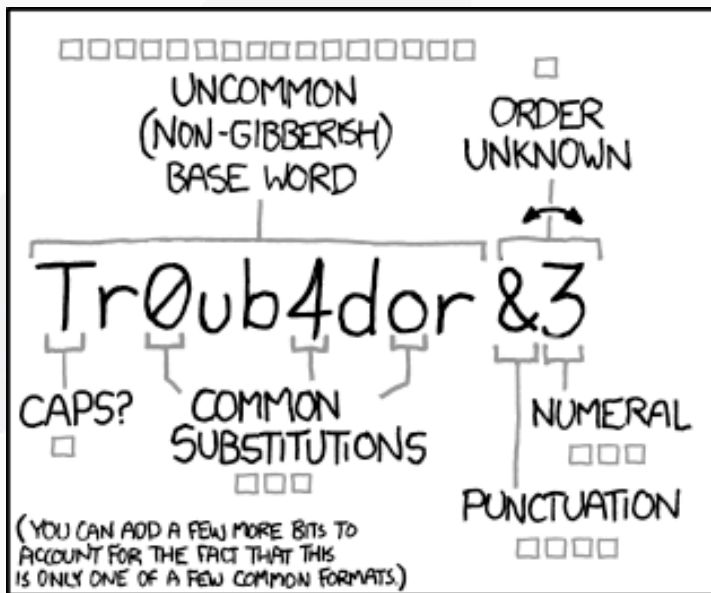 UNCOMMON
(NON-GIBBERISH)
BASE WORD
ORDER
UNKNOWN
Tr0ub4dor &3
CAPS?
COMMON
SUBSTITUTIONS
NUMERAL
PUNCTUATION
(YOU CAN ADD A FEW MORE BITS TO
ACCOUNT FOR THE FACT THAT THIS
IS ONLY ONE OF A FEW COMMON FORMATS.)